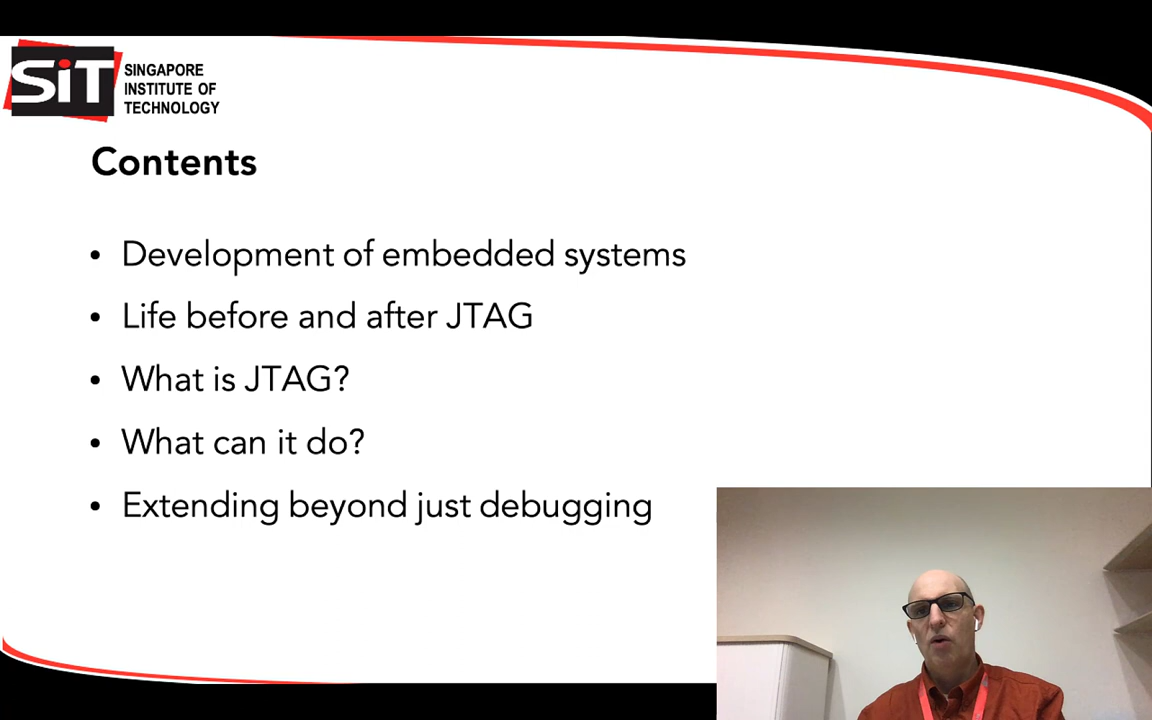 SiT
SINGAPORE
INSTITUTE OF
TECHNOLOGY
Contents
• Development of embedded systems
• Life before and after JTAG
• What is JTAG?
• What can it do?
• Extending beyond just debugging